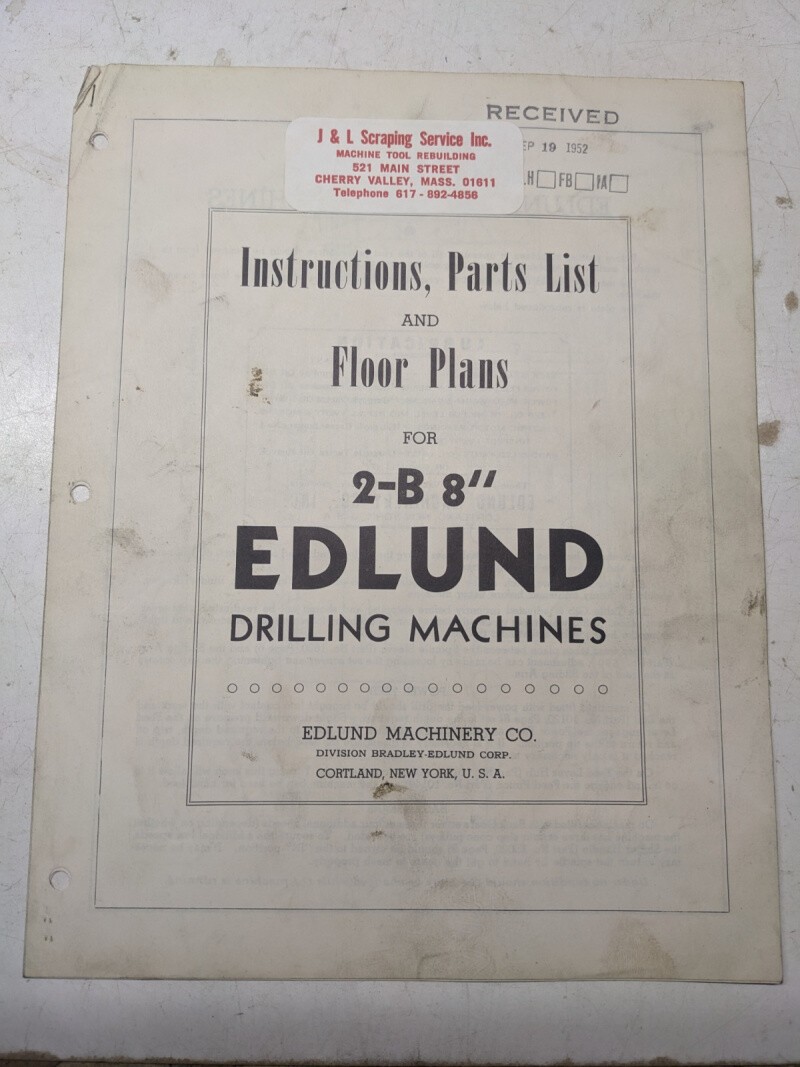 RECEIVED
J & L Scraping Service Inc.
MACHINE TOOL REBUILDING
521 MAIN STREET
CHERRY VALLEY, MASS. 01611
Telephone 617 - 892-4856
EP 19 1952
H FB IA
Instructions, Parts List
AND
Floor Plans
FOR
2-B 8"
EDLUND
DRILLING MACHINES
EDLUND MACHINERY CO.
DIVISION BRADLEY-EDLUND CORP.
CORTLAND, NEW YORK, U. S. A.